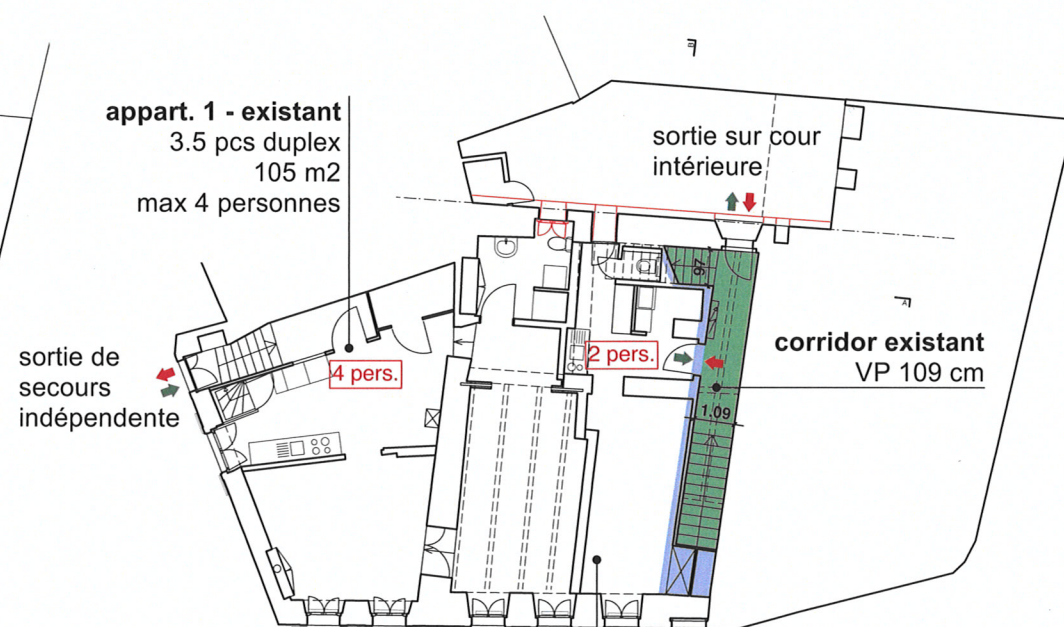 appart. 1 - existant
3.5 pcs duplex
105 m2
max 4 personnes
sortie sur cour
intérieure
97
A
corridor existant
VP 109 cm
sortie de
secours
indépendente
4 pers.
2 pers.
1.09